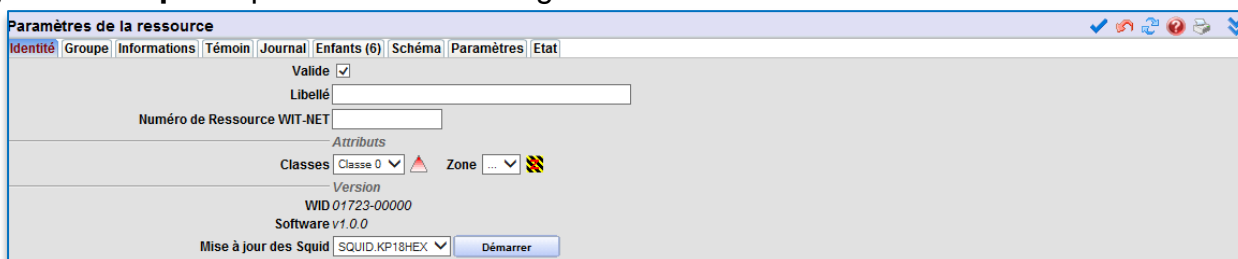 Paramètres de la ressource
Identité Groupe Informations Témoin Journal Enfants (6) Schéma Paramètres Etat
Valide
Libellé
Numéro de Ressource WIT-NET
Attributs
Classes Classe 0 Zone ...
Version
WID 01723-00000
Software v1.0.0
Mise à jour des Squid SQUID.KP18HEX Démarrer